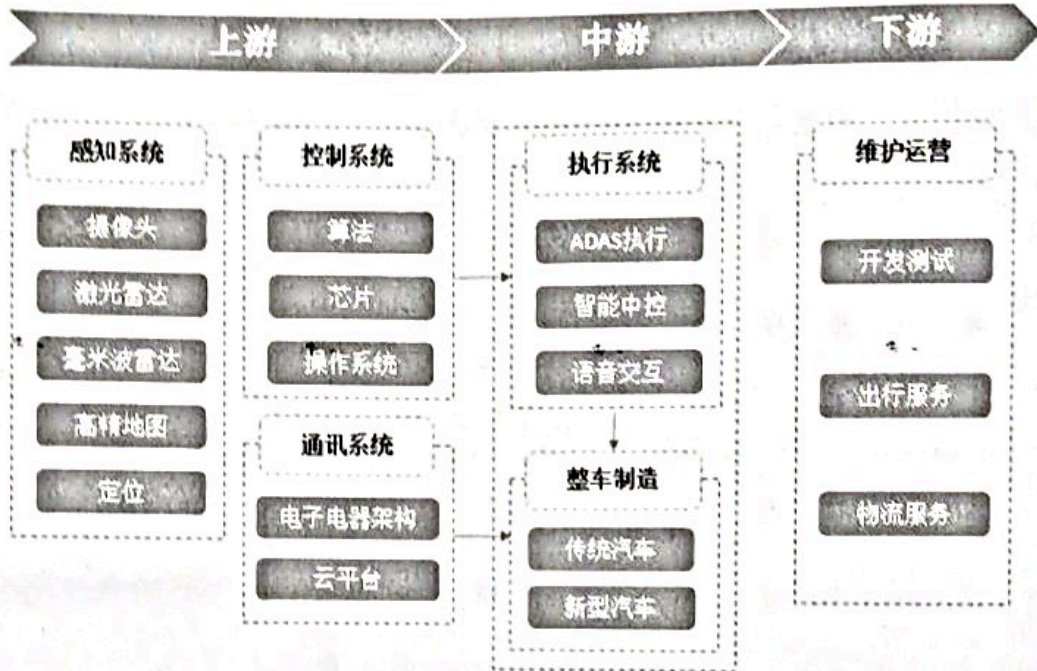 上游
中游
下游
感知系统
摄像头
激光雷达
毫米波雷达
高精地图
定位
控制系统
算法
芯片
操作系统
通讯系统
电子电器架构
云平台
执行系统
ADAS执行
智能中控
语音交互
整车制造
传统汽车
新型汽车
维护运营
开发测试
出行服务
物流服务